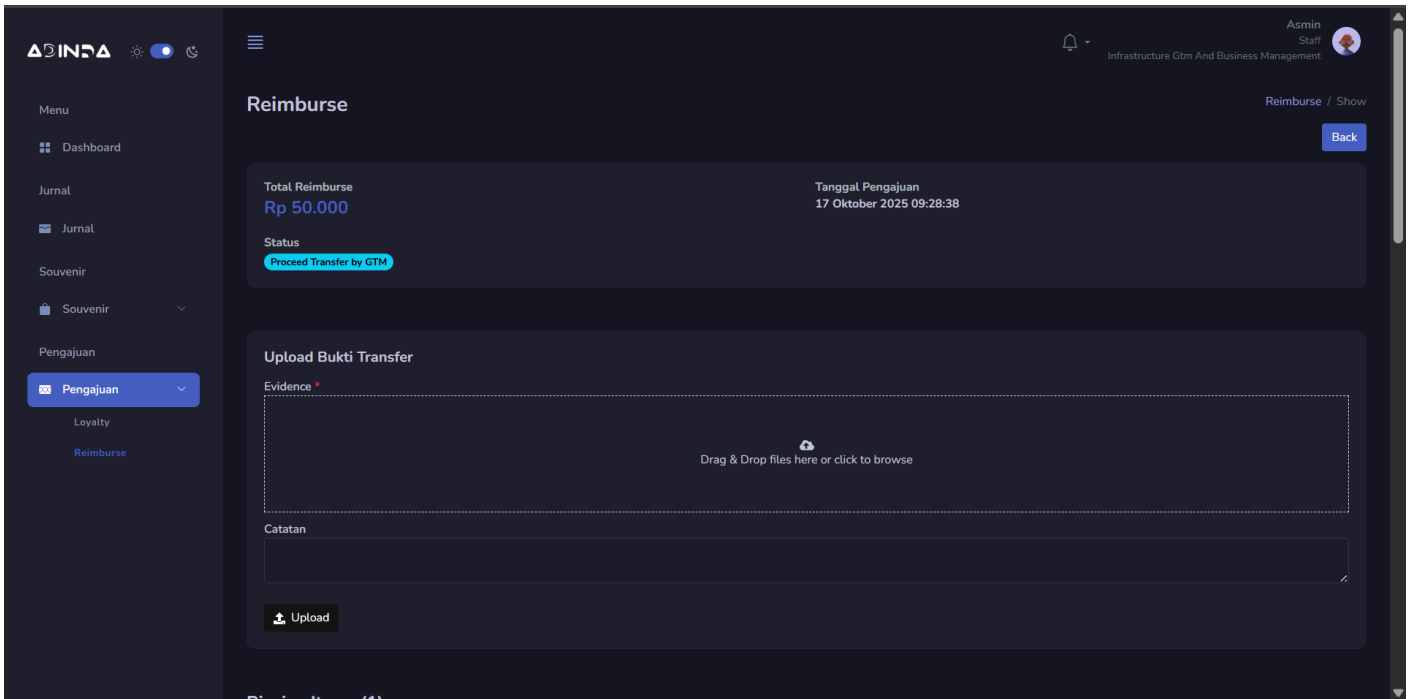 ADINDA
Asmin
Staff
Infrastructure Gtm And Business Management
Menu
Dashboard
Jurnal
Jurnal
Souvenir
Souvenir
Pengajuan
Pengajuan
Loyalty
Reimburse
Reimburse
Reimburse / Show
Back
Total Reimburse
Rp 50.000
Tanggal Pengajuan
17 Oktober 2025 09:28:38
Status
Proceed Transfer by GTM
Upload Bukti Transfer
Evidence *
Drag & Drop files here or click to browse
Catatan
Upload